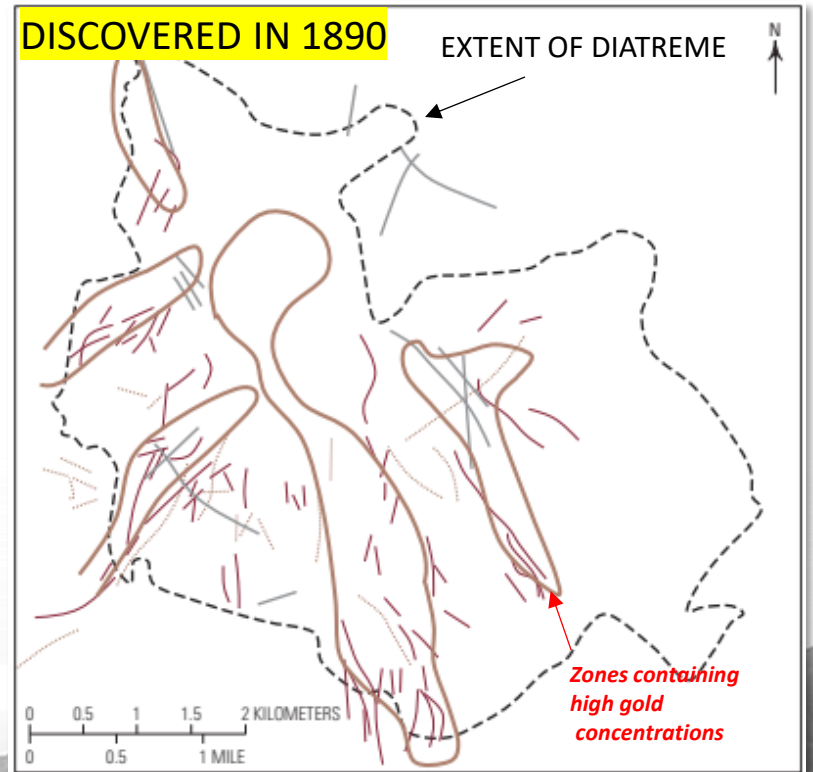 DISCOVERED IN 1890
EXTENT OF DIATREME
N
Zones containing
high gold
concentrations
0 0.5 1 1.5 2 KILOMETERS
0 0.5 1 MILE